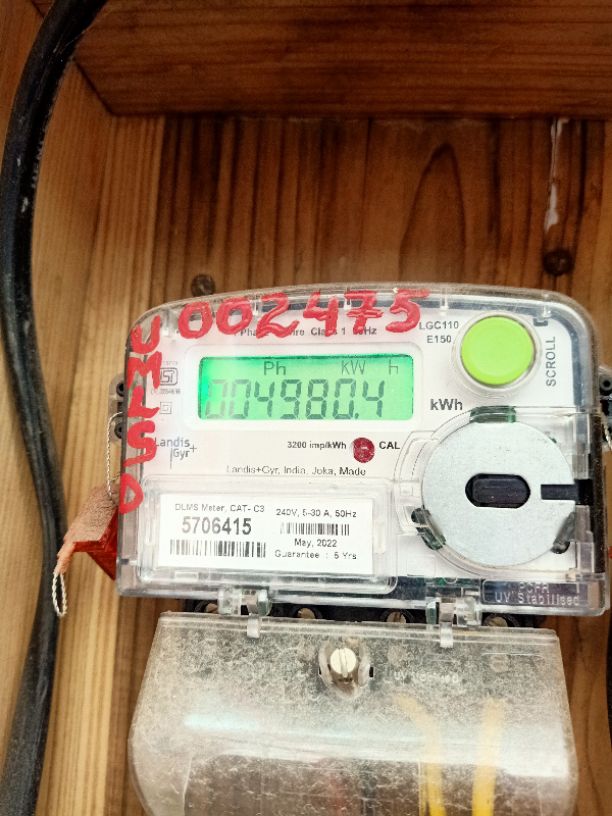 002475
UMLSD
Class 1
LGC110
E150
SCROLL
Ph kW h
004980.4
kWh
3200 imp/kWh CAL
Landis
Gyr+
Landis+Gyr, India, Joka, Made
DLMS Meter, CAT- C3
5706415
240V, 5-30 A, 50Hz
May, 2022
Guarantee : 5 Yrs
UV Stabilised